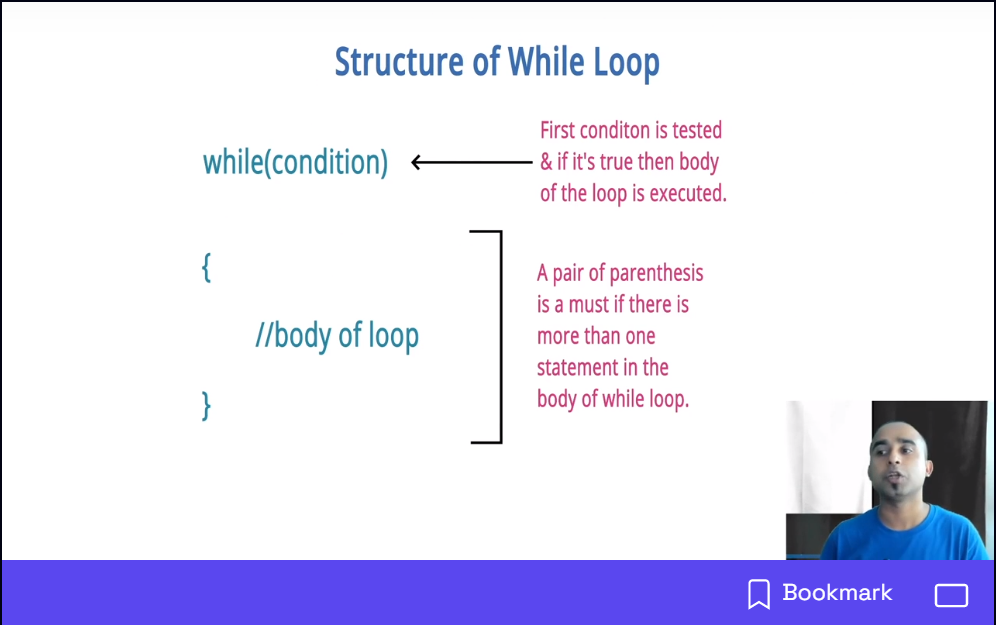 Structure of While Loop
while(condition)
First conditon is tested
& if it's true then body
of the loop is executed.
{
//body of loop
}
A pair of parenthesis
is a must if there is
more than one
statement in the
body of while loop.
Bookmark